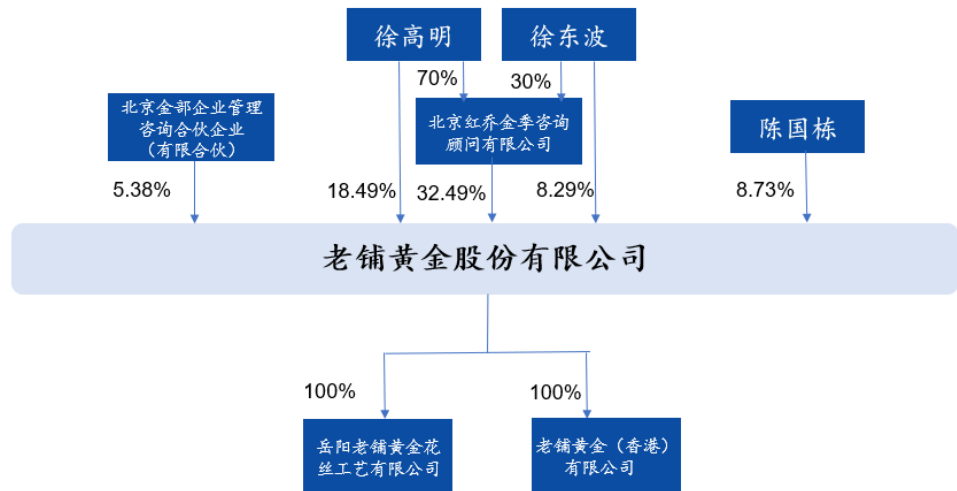 徐高明
徐东波
70%
30%
北京金部企业管理
咨询合伙企业
（有限合伙）
北京红乔金季咨询
顾问有限公司
陈国栋
5.38%
18.49%
32.49%
8.29%
8.73%
老铺黄金股份有限公司
100%
100%
岳阳老铺黄金花
丝工艺有限公司
老铺黄金（香港）
有限公司